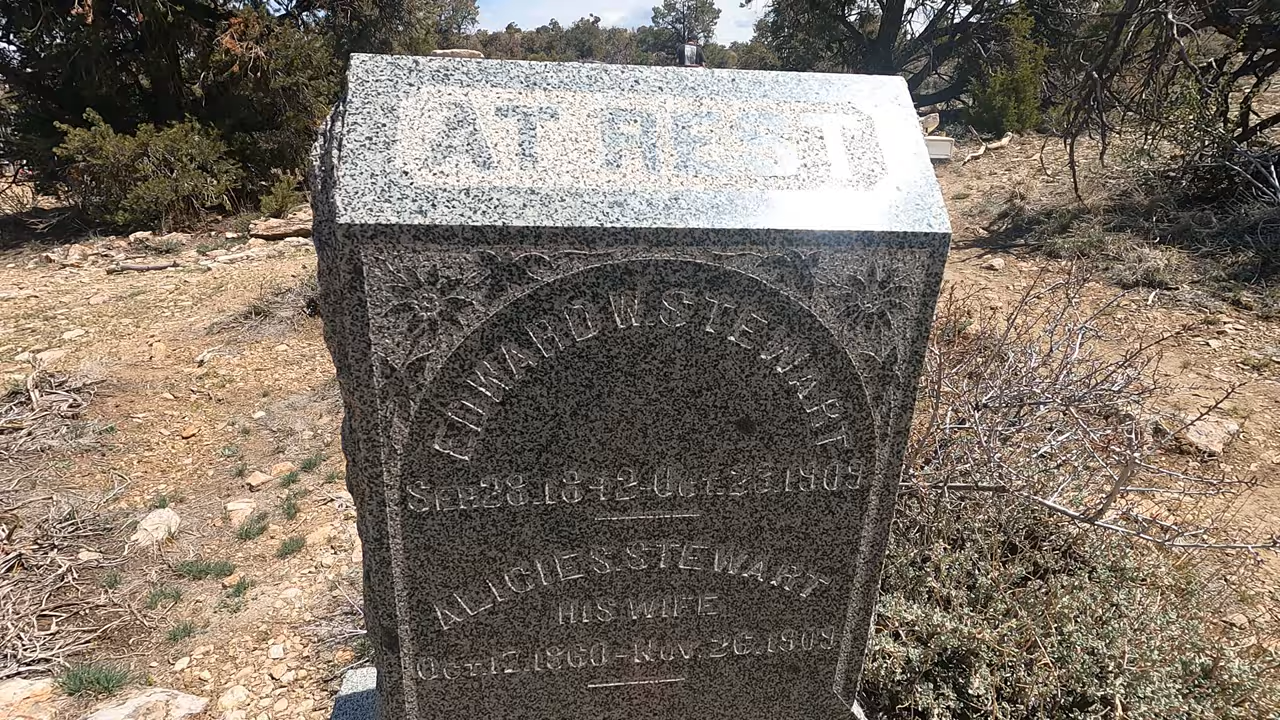 AT REST
EDWARD W. STEWART
SEP. 28. 1842 - OCT. 23. 1909
ALICIE S. STEWART
HIS WIFE
OCT. 12. 1860 - NOV. 26. 1909